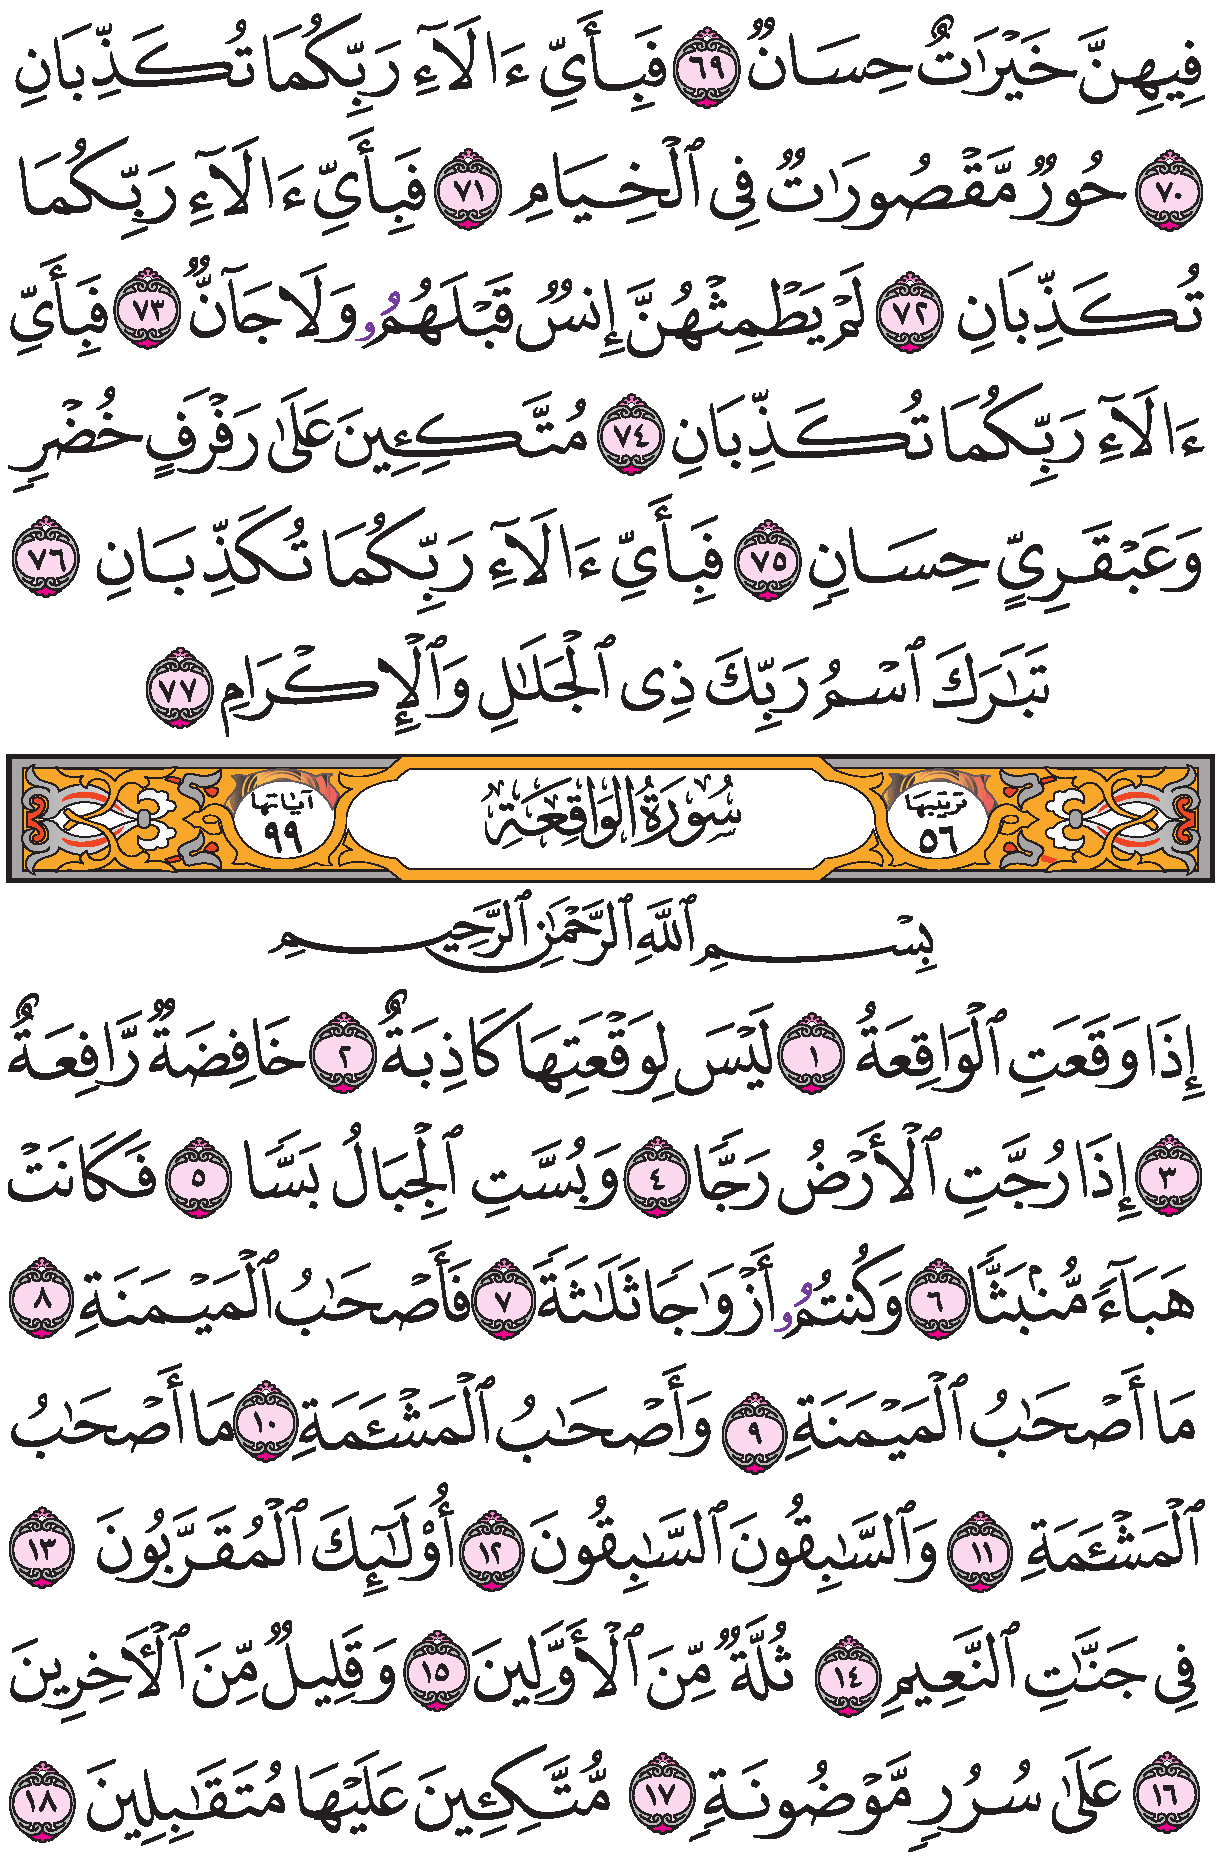 فِيهِنَّ خَيْرَٰتٌ حِسَانٌ ٦٩ فَبِأَيِّ ءَالَآءِ رَبِّكُمَا تُكَذِّبَانِ
٧٠ حُورٌ مَّقْصُورَٰتٌ فِى ٱلْخِيَامِ ٧١ فَبِأَيِّ ءَالَآءِ رَبِّكُمَا
تُكَذِّبَانِ ٧٢ لَمْ يَطْمِثْهُنَّ إِنسٌ قَبْلَهُمُۥ وَلَا جَآنٌّ ٧٣ فَبِأَيِّ
ءَالَآءِ رَبِّكُمَا تُكَذِّبَانِ ٧٤ مُتَّكِـِٔينَ عَلَىٰ رَفْرَفٍ خُضْرٍ
وَعَبْقَرِيٍّ حِسَانٍ ٧٥ فَبِأَيِّ ءَالَآءِ رَبِّكُمَا تُكَذِّبَانِ ٧٦
تَبَٰرَكَ ٱسْمُ رَبِّكَ ذِى ٱلْجَلَٰلِ وَٱلْإِكْرَامِ ٧٧
ترتيبها ٥٦ سُورَةُ الوَاقِعَةِ آياتها ٩٩
بِسْمِ ٱللَّهِ ٱلرَّحْمَٰنِ ٱلرَّحِيمِ
إِذَا وَقَعَتِ ٱلْوَاقِعَةُ ١ لَيْسَ لِوَقْعَتِهَا كَاذِبَةٌ ٢ خَافِضَةٌ رَّافِعَةٌ
٣ إِذَا رُجَّتِ ٱلْأَرْضُ رَجًّا ٤ وَبُسَّتِ ٱلْجِبَالُ بَسًّا ٥ فَكَانَتْ
هَبَآءً مُّنۢبَثًّا ٦ وَكُنتُمُۥ أَزْوَٰجًا ثَلَٰثَةً ٧ فَأَصْحَٰبُ ٱلْمَيْمَنَةِ ٨
مَا أَصْحَٰبُ ٱلْمَيْمَنَةِ ٩ وَأَصْحَٰبُ ٱلْمَشْـَٔمَةِ ١٠ مَا أَصْحَٰبُ
ٱلْمَشْـَٔمَةِ ١١ وَٱلسَّٰبِقُونَ ٱلسَّٰبِقُونَ ١٢ أُوْلَٰٓئِكَ ٱلْمُقَرَّبُونَ ١٣
فِى جَنَّٰتِ ٱلنَّعِيمِ ١٤ ثُلَّةٌ مِّنَ ٱلْأَوَّلِينَ ١٥ وَقَلِيلٌ مِّنَ ٱلْأَخِرِينَ
١٦ عَلَىٰ سُرُرٍ مَّوْضُونَةٍ ١٧ مُّتَّكِـِٔينَ عَلَيْهَا مُتَقَٰبِلِينَ ١٨